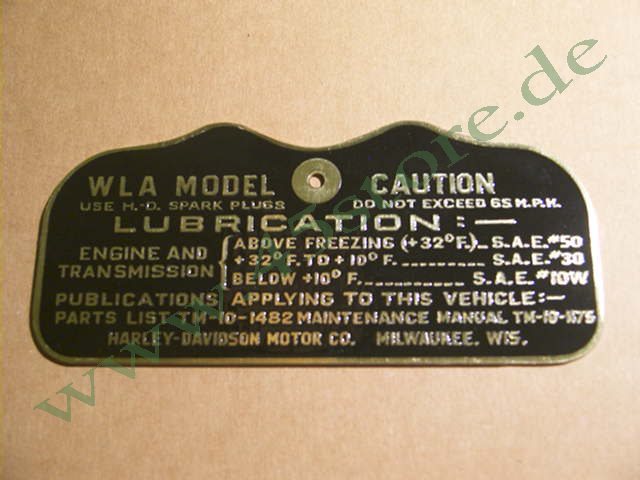 WLA MODEL CAUTION
USE H.-D. SPARK PLUGS DO NOT EXCEED 65 M.P.H.
LUBRICATION:—
ENGINE AND TRANSMISSION { ABOVE FREEZING (+32°F.)_ S.A.E.#50
+32°F. TO +10°F. .......... S.A.E.#30
BELOW +10°F. ........... S.A.E.#10W
PUBLICATIONS APPLYING TO THIS VEHICLE:—
PARTS LIST TM-10-1482 MAINTENANCE MANUAL TM-10-1175
HARLEY-DAVIDSON MOTOR CO. MILWAUKEE, WIS.
www.45store.de